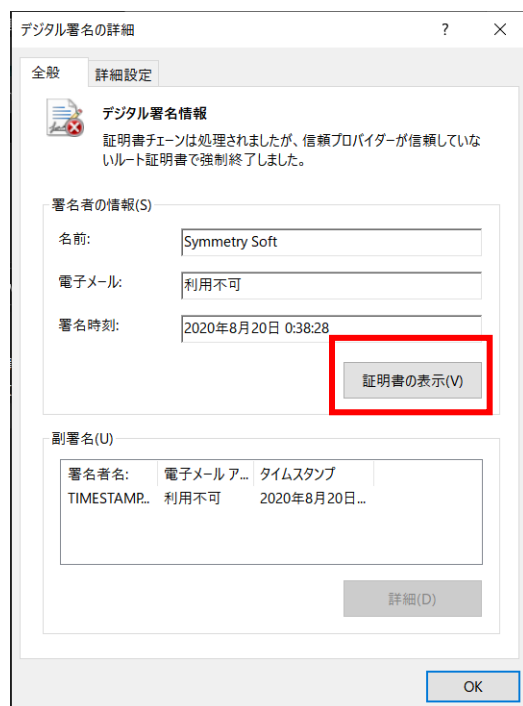 デジタル署名の詳細
?
×
全般
詳細設定
デジタル署名情報
証明書チェーンは処理されましたが、信頼プロバイダーが信頼していな
いルート証明書で強制終了しました。
署名者の情報(S)
名前:
Symmetry Soft
電子メール:
利用不可
署名時刻:
2020年8月20日 0:38:28
証明書の表示(V)
副署名(U)
署名者名: 電子メール ア... タイムスタンプ
TIMESTAMP... 利用不可 2020年8月20日...
詳細(D)
OK